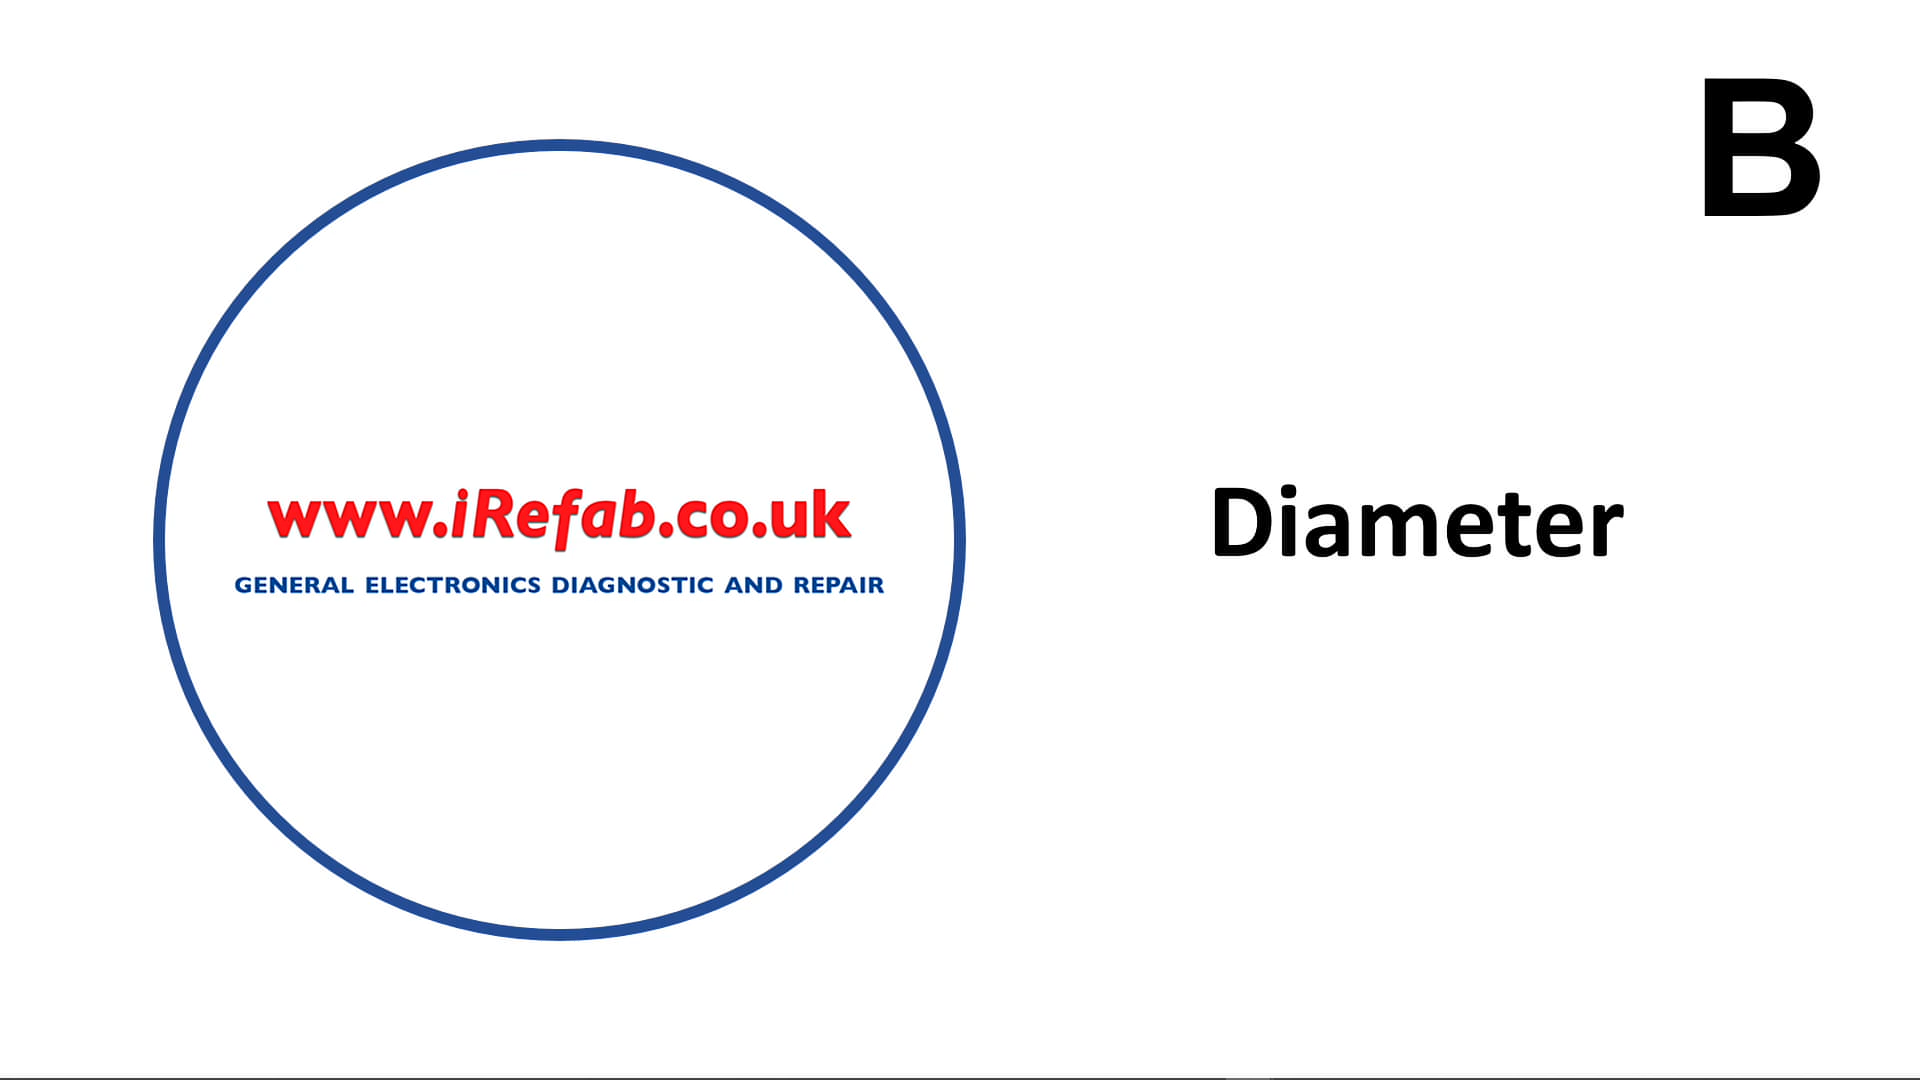 B
www.iRefab.co.uk
GENERAL ELECTRONICS DIAGNOSTIC AND REPAIR
Diameter